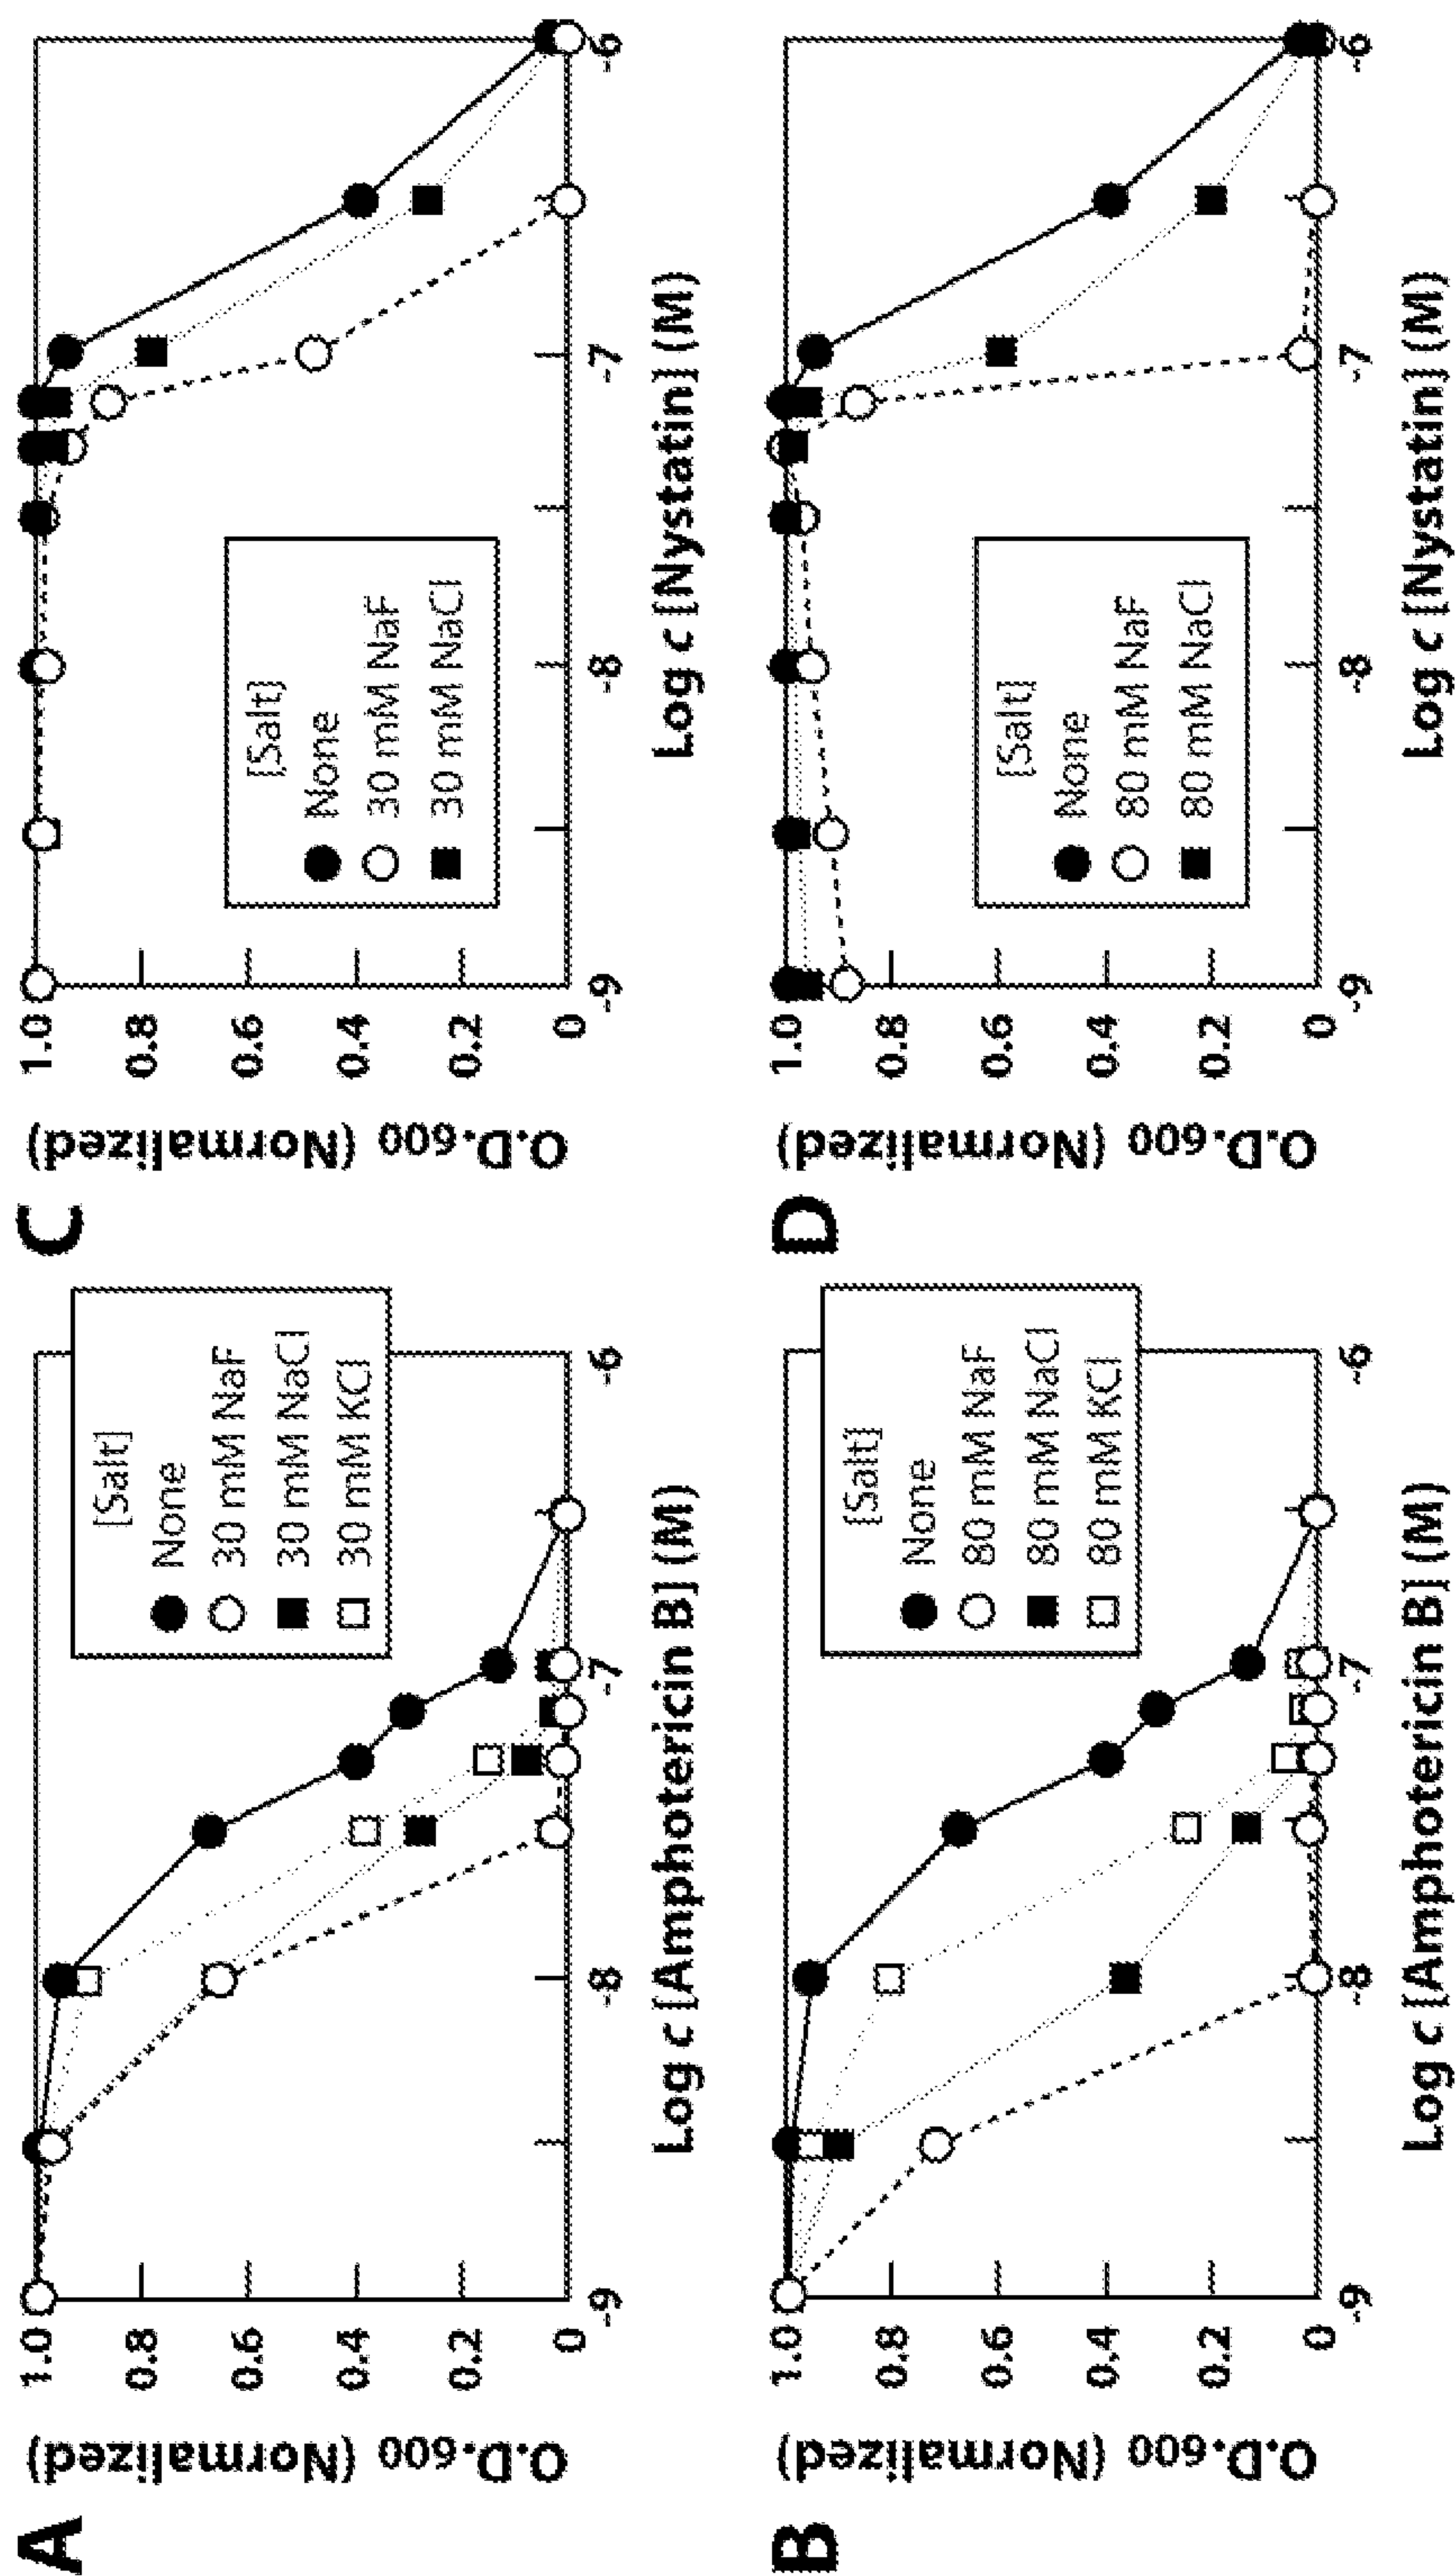 A
O.D.600 (Normalized)
1.0
0.8
0.6
0.4
0.2
0
-9
-8
-7
-6
Log c [Amphotericin B] (M)
[Salt]
None
30 mM NaF
30 mM NaCl
30 mM KCl
B
O.D.600 (Normalized)
1.0
0.8
0.6
0.4
0.2
0
-9
-8
-7
-6
Log c [Amphotericin B] (M)
[Salt]
None
80 mM NaF
80 mM NaCl
80 mM KCl
C
O.D.600 (Normalized)
1.0
0.8
0.6
0.4
0.2
0
-9
-8
-7
-6
Log c [Nystatin] (M)
[Salt]
None
30 mM NaF
30 mM NaCl
D
O.D.600 (Normalized)
1.0
0.8
0.6
0.4
0.2
0
-9
-8
-7
-6
Log c [Nystatin] (M)
[Salt]
None
80 mM NaF
80 mM NaCl